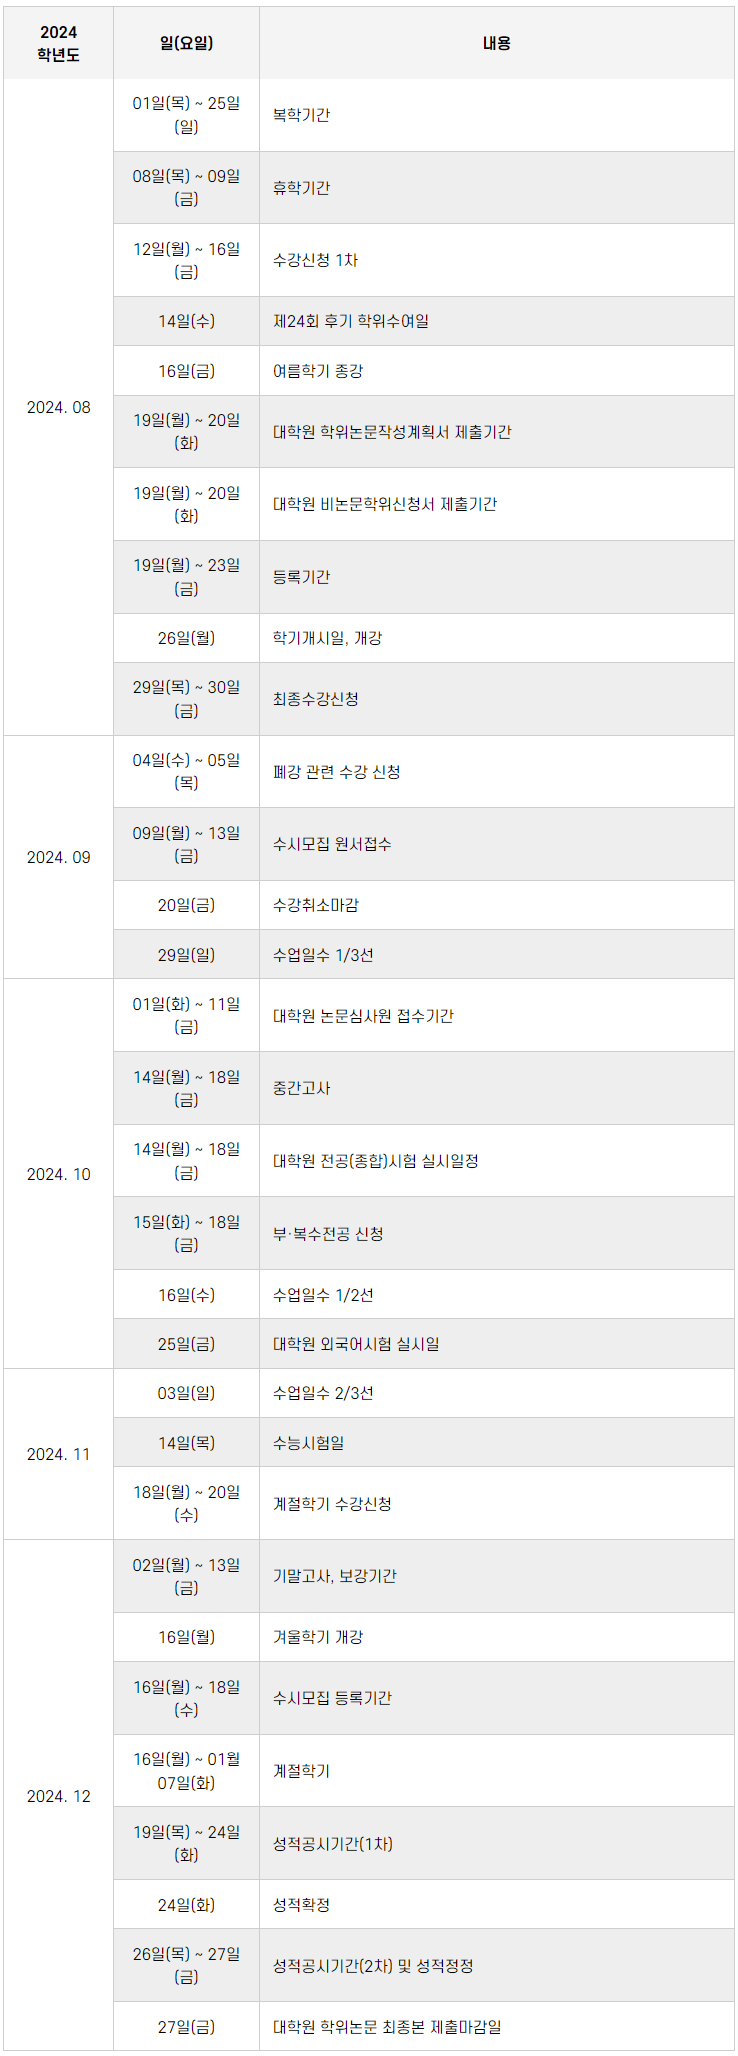 2024
학년도
일(요일)
내용
2024. 08
01일(목) ~ 25일
(일)
복학기간
08일(목) ~ 09일
(금)
휴학기간
12일(월) ~ 16일
(금)
수강신청 1차
14일(수)
제24회 후기 학위수여일
16일(금)
여름학기 종강
19일(월) ~ 20일
(화)
대학원 학위논문작성계획서 제출기간
19일(월) ~ 20일
(화)
대학원 비논문학위신청서 제출기간
19일(월) ~ 23일
(금)
등록기간
26일(월)
학기개시일, 개강
29일(목) ~ 30일
(금)
최종수강신청
2024. 09
04일(수) ~ 05일
(목)
폐강 관련 수강 신청
09일(월) ~ 13일
(금)
수시모집 원서접수
20일(금)
수강취소마감
29일(일)
수업일수 1/3선
2024. 10
01일(화) ~ 11일
(금)
대학원 논문심사원 접수기간
14일(월) ~ 18일
(금)
중간고사
14일(월) ~ 18일
(금)
대학원 전공(종합)시험 실시일정
15일(화) ~ 18일
(금)
부·복수전공 신청
16일(수)
수업일수 1/2선
25일(금)
대학원 외국어시험 실시일
2024. 11
03일(일)
수업일수 2/3선
14일(목)
수능시험일
18일(월) ~ 20일
(수)
계절학기 수강신청
2024. 12
02일(월) ~ 13일
(금)
기말고사, 보강기간
16일(월)
겨울학기 개강
16일(월) ~ 18일
(수)
수시모집 등록기간
16일(월) ~ 01월
07일(화)
계절학기
19일(목) ~ 24일
(화)
성적공시기간(1차)
24일(화)
성적확정
26일(목) ~ 27일
(금)
성적공시기간(2차) 및 성적정정
27일(금)
대학원 학위논문 최종본 제출마감일